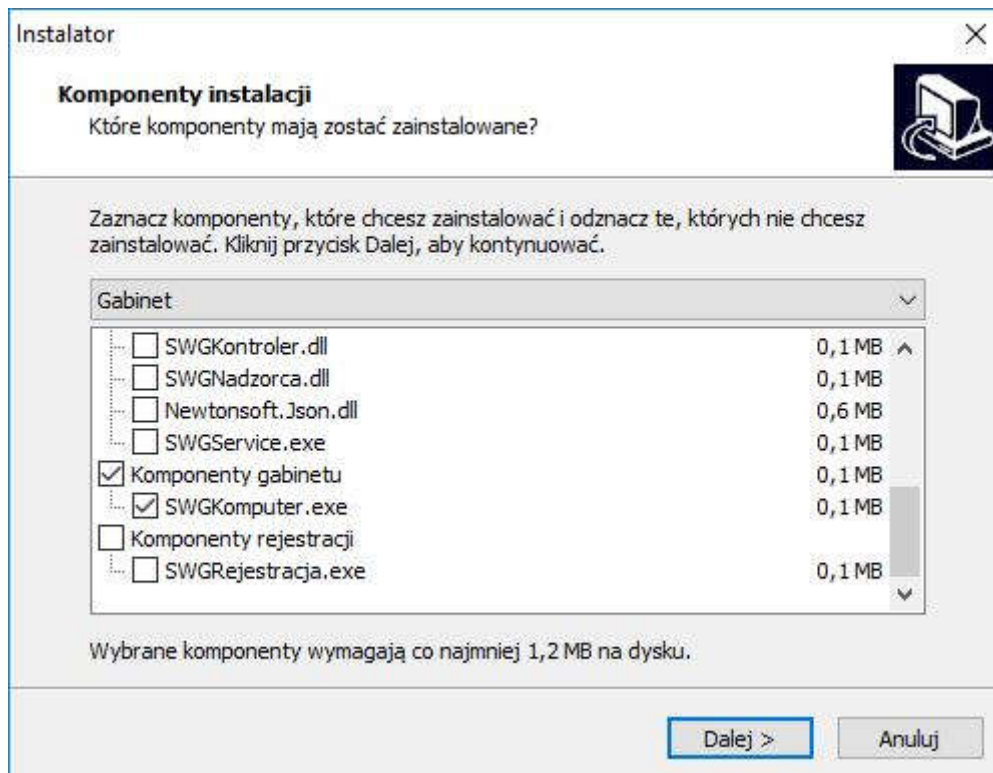 Instalator
Komponenty instalacji
Które komponenty mają zostać zainstalowane?
Zaznacz komponenty, które chcesz zainstalować i odznacz te, których nie chcesz
zainstalować. Kliknij przycisk Dalej, aby kontynuować.
Gabinet
SWGKontroler.dll 0,1 MB
SWGNadzorca.dll 0,1 MB
Newtonsoft.Json.dll 0,6 MB
SWGService.exe 0,1 MB
Komponenty gabinetu 0,1 MB
SWGKomputer.exe 0,1 MB
Komponenty rejestracji
SWGRejestracja.exe 0,1 MB
Wybrane komponenty wymagają co najmniej 1,2 MB na dysku.
Dalej > Anuluj